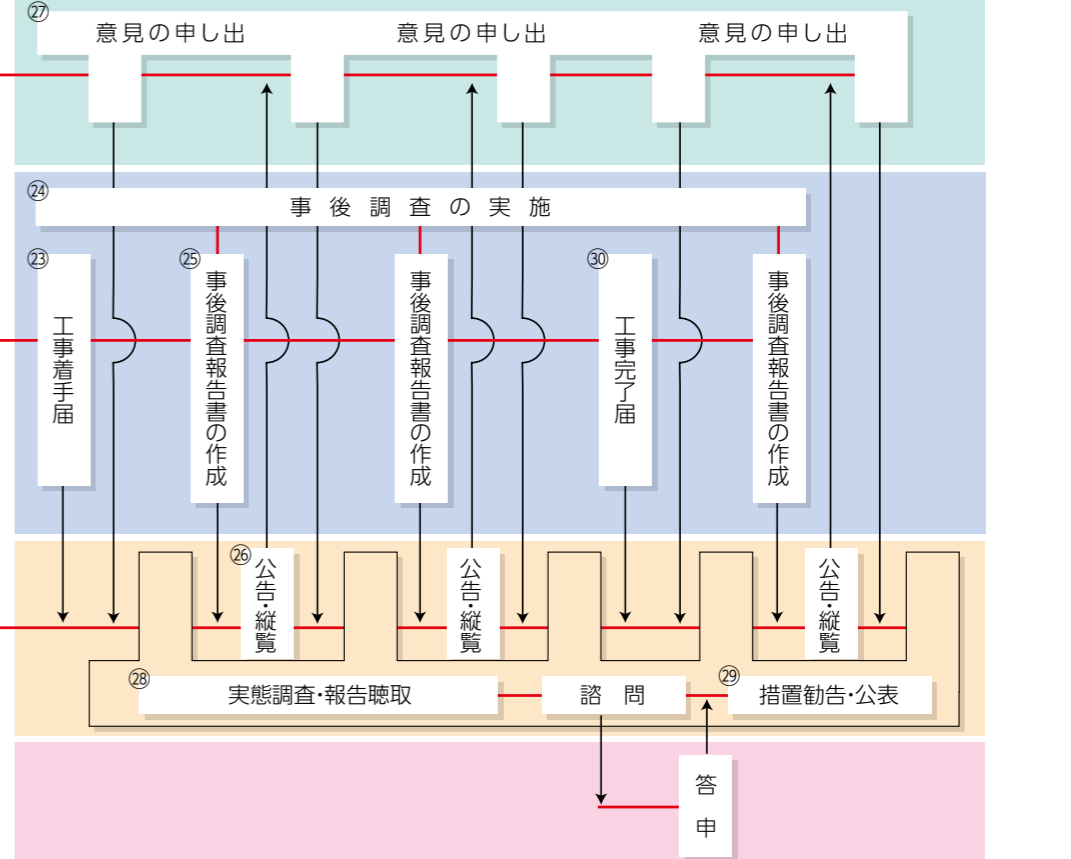 ㉗
意見の申し出
意見の申し出
意見の申し出
㉔
事後調査の実施
㉓
工事着手届
㉕
事後調査報告書の作成
事後調査報告書の作成
㉚
工事完了届
事後調査報告書の作成
㉖
公告・縦覧
公告・縦覧
公告・縦覧
㉘
実態調査・報告聴取
諮問
㉙
措置勧告・公表
答申